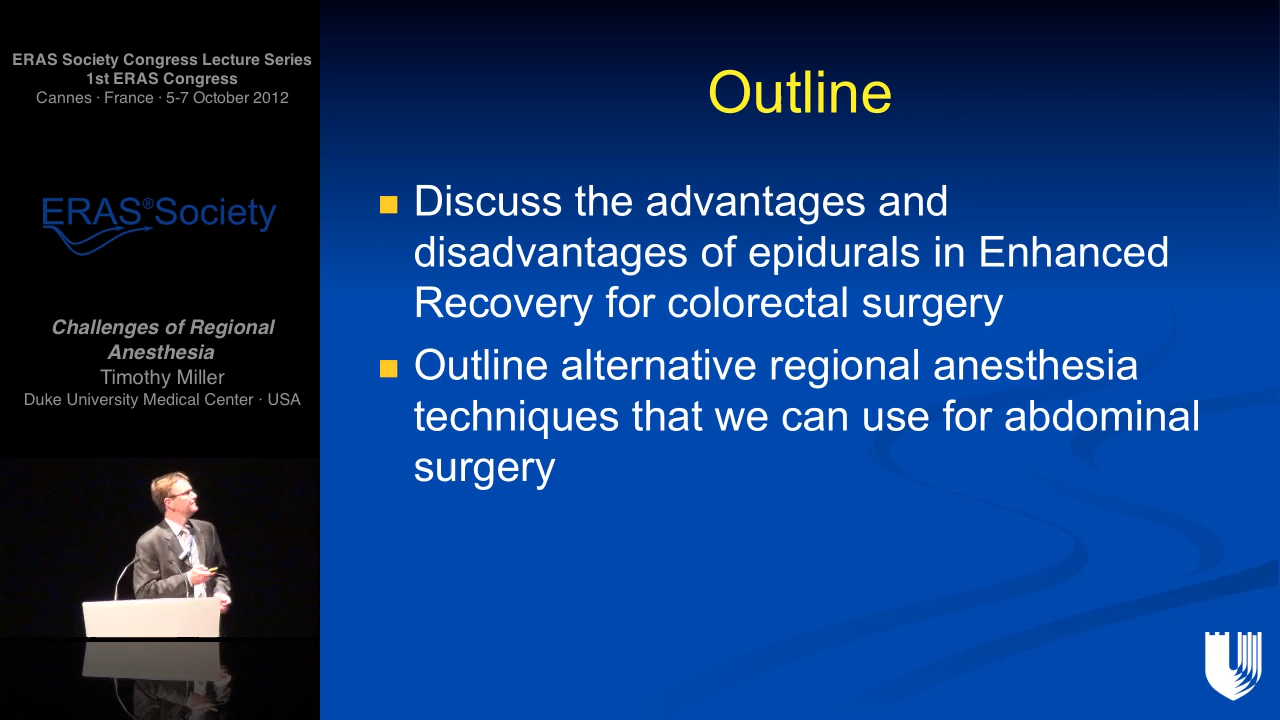 ERAS Society Congress Lecture Series
1st ERAS Congress
Cannes · France · 5-7 October 2012
ERAS®Society
Challenges of Regional
Anesthesia
Timothy Miller
Duke University Medical Center · USA
Outline
Discuss the advantages and
disadvantages of epidurals in Enhanced
Recovery for colorectal surgery
Outline alternative regional anesthesia
techniques that we can use for abdominal
surgery